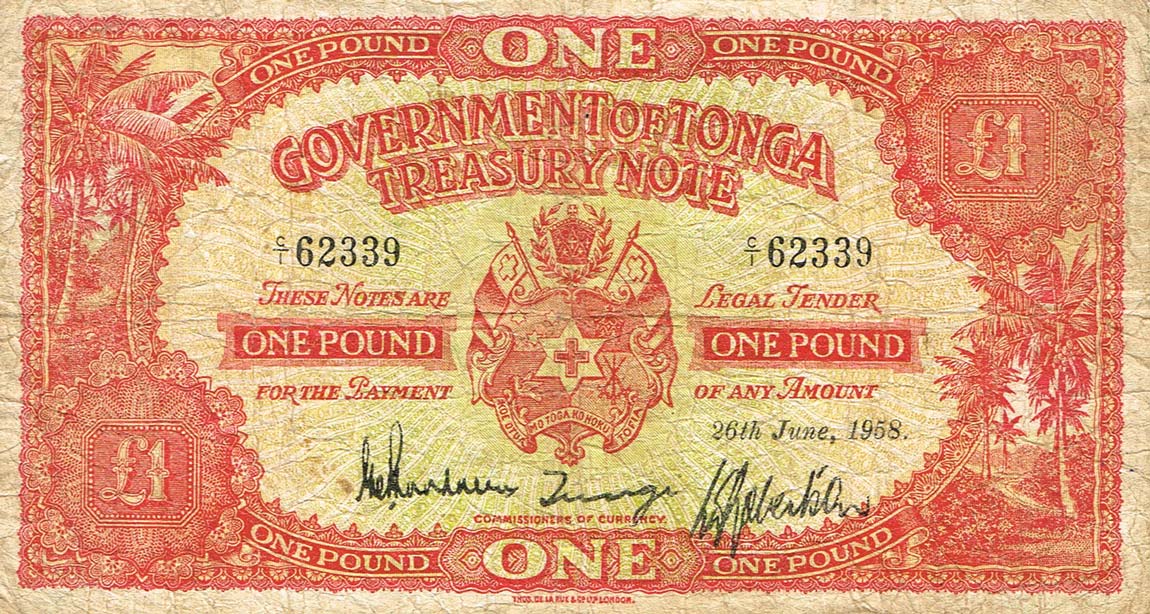 ONE POUND ONE ONE POUND
£1
GOVERNMENT OF TONGA
TREASURY NOTE
C/1 62339 C/1 62339
THESE NOTES ARE LEGAL TENDER
ONE POUND ONE POUND
FOR THE PAYMENT OF ANY AMOUNT
MO TOGA KO HOKU TOFIA
26th June, 1958.
£1
Tungi
COMMISSIONERS OF CURRENCY.
ONE POUND ONE ONE POUND
THOS. DE LA RUE & CO. LTD. LONDON.